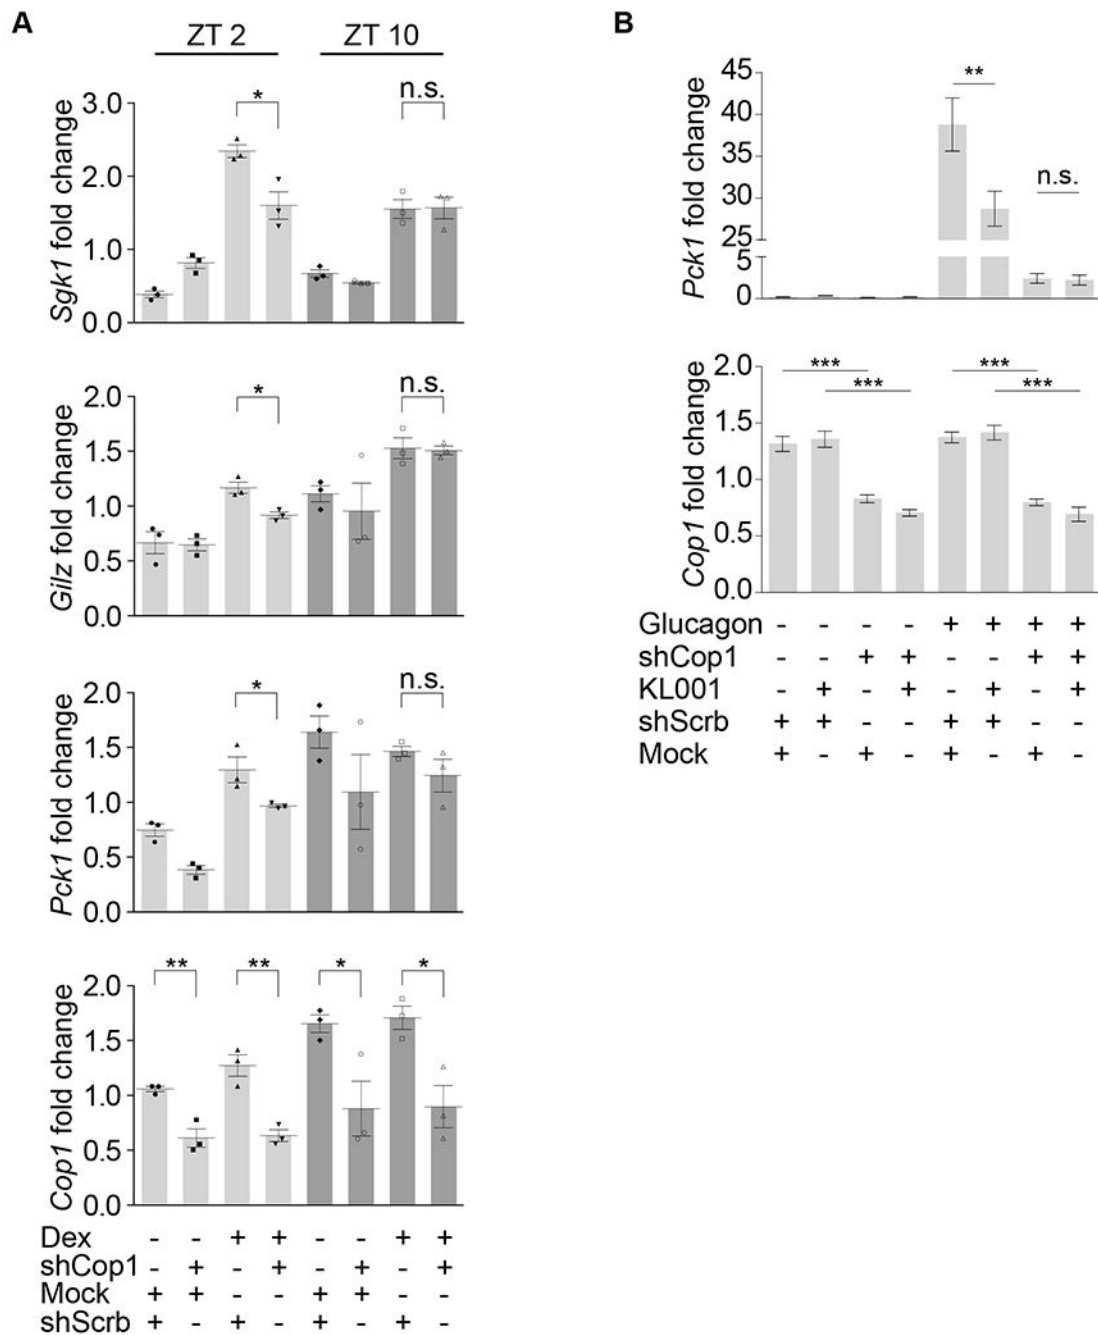 A
ZT 2 ZT 10
Sgk1 fold change
3.0
2.0
1.0
0.0
* n.s.
Gilz fold change
2.0
1.5
1.0
0.5
0.0
* n.s.
Pck1 fold change
2.0
1.5
1.0
0.5
0.0
* n.s.
Cop1 fold change
2.0
1.5
1.0
0.5
0.0
** ** * *
Dex - - + + - - + +
shCop1 - + - + - + - +
Mock + + - - + + - -
shScrb + - + - + - + -
B
Pck1 fold change
45
40
35
30
25
5
0
** n.s.
Cop1 fold change
2.0
1.5
1.0
0.5
0.0
*** *** *** ***
Glucagon - - - - + + + +
shCop1 - - + + - - + +
KL001 - + - + - + - +
shScrb + + - - + + - -
Mock + - + - + - + -